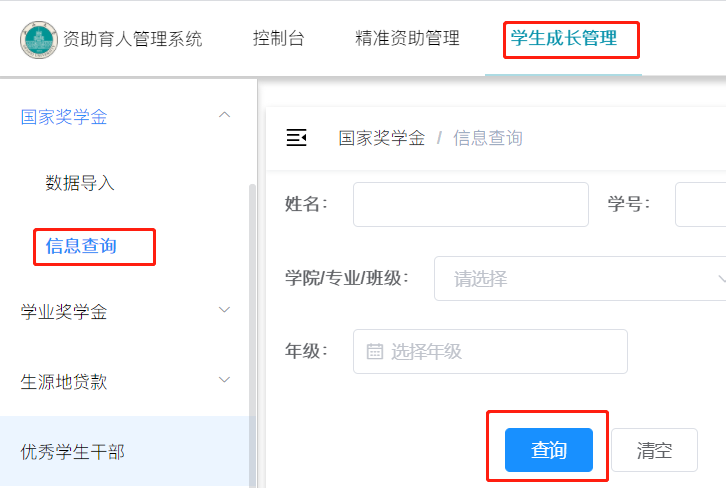 资助育人管理系统 控制台 精准资助管理 学生成长管理
国家奖学金
数据导入
信息查询
学业奖学金
生源地贷款
优秀学生干部
国家奖学金 / 信息查询
姓名： 学号：
学院/专业/班级： 请选择
年级： 选择年级
查询 清空